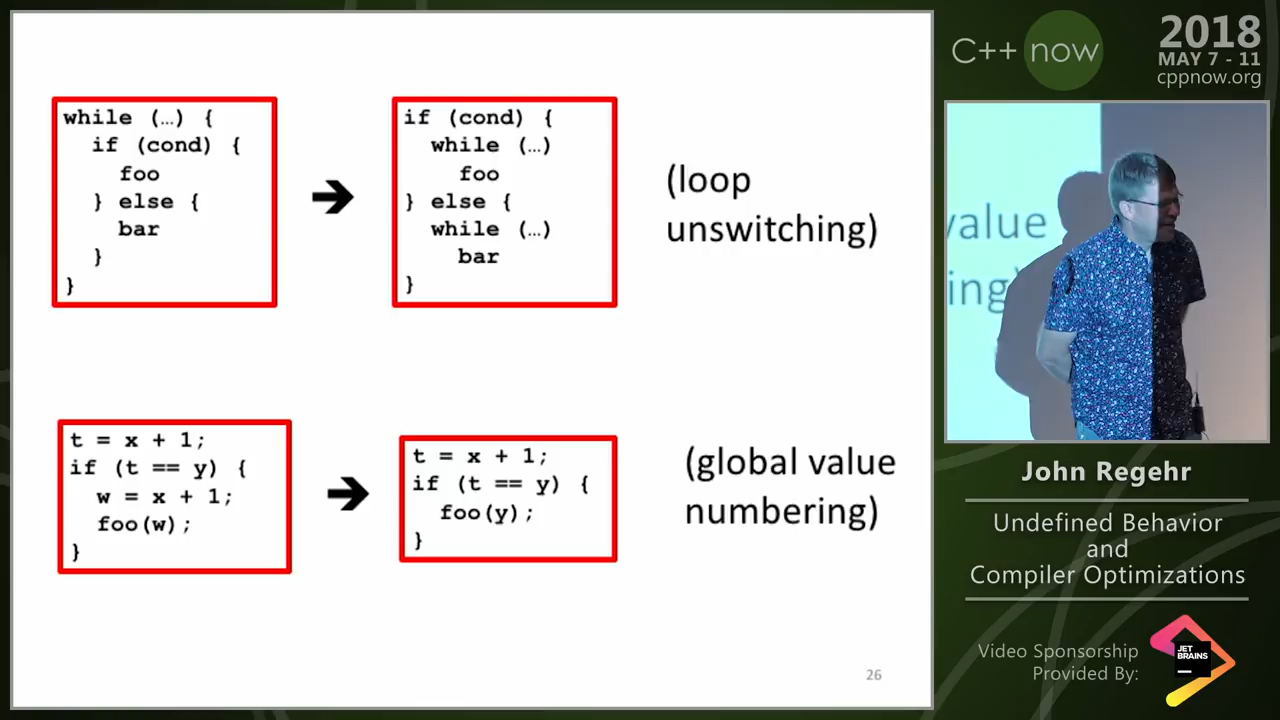 while (…) {
if (cond) {
foo
} else {
bar
}
}
if (cond) {
while (…)
foo
} else {
while (…)
bar
}
(loop
unswitching)
t = x + 1;
if (t == y) {
w = x + 1;
foo(w);
}
t = x + 1;
if (t == y) {
foo(y);
}
(global value
numbering)
26
C++ now
2018
MAY 7 - 11
cppnow.org
value
ing)
John Regehr
Undefined Behavior
and
Compiler Optimizations
Video Sponsorship
Provided By:
JET
BRAINS